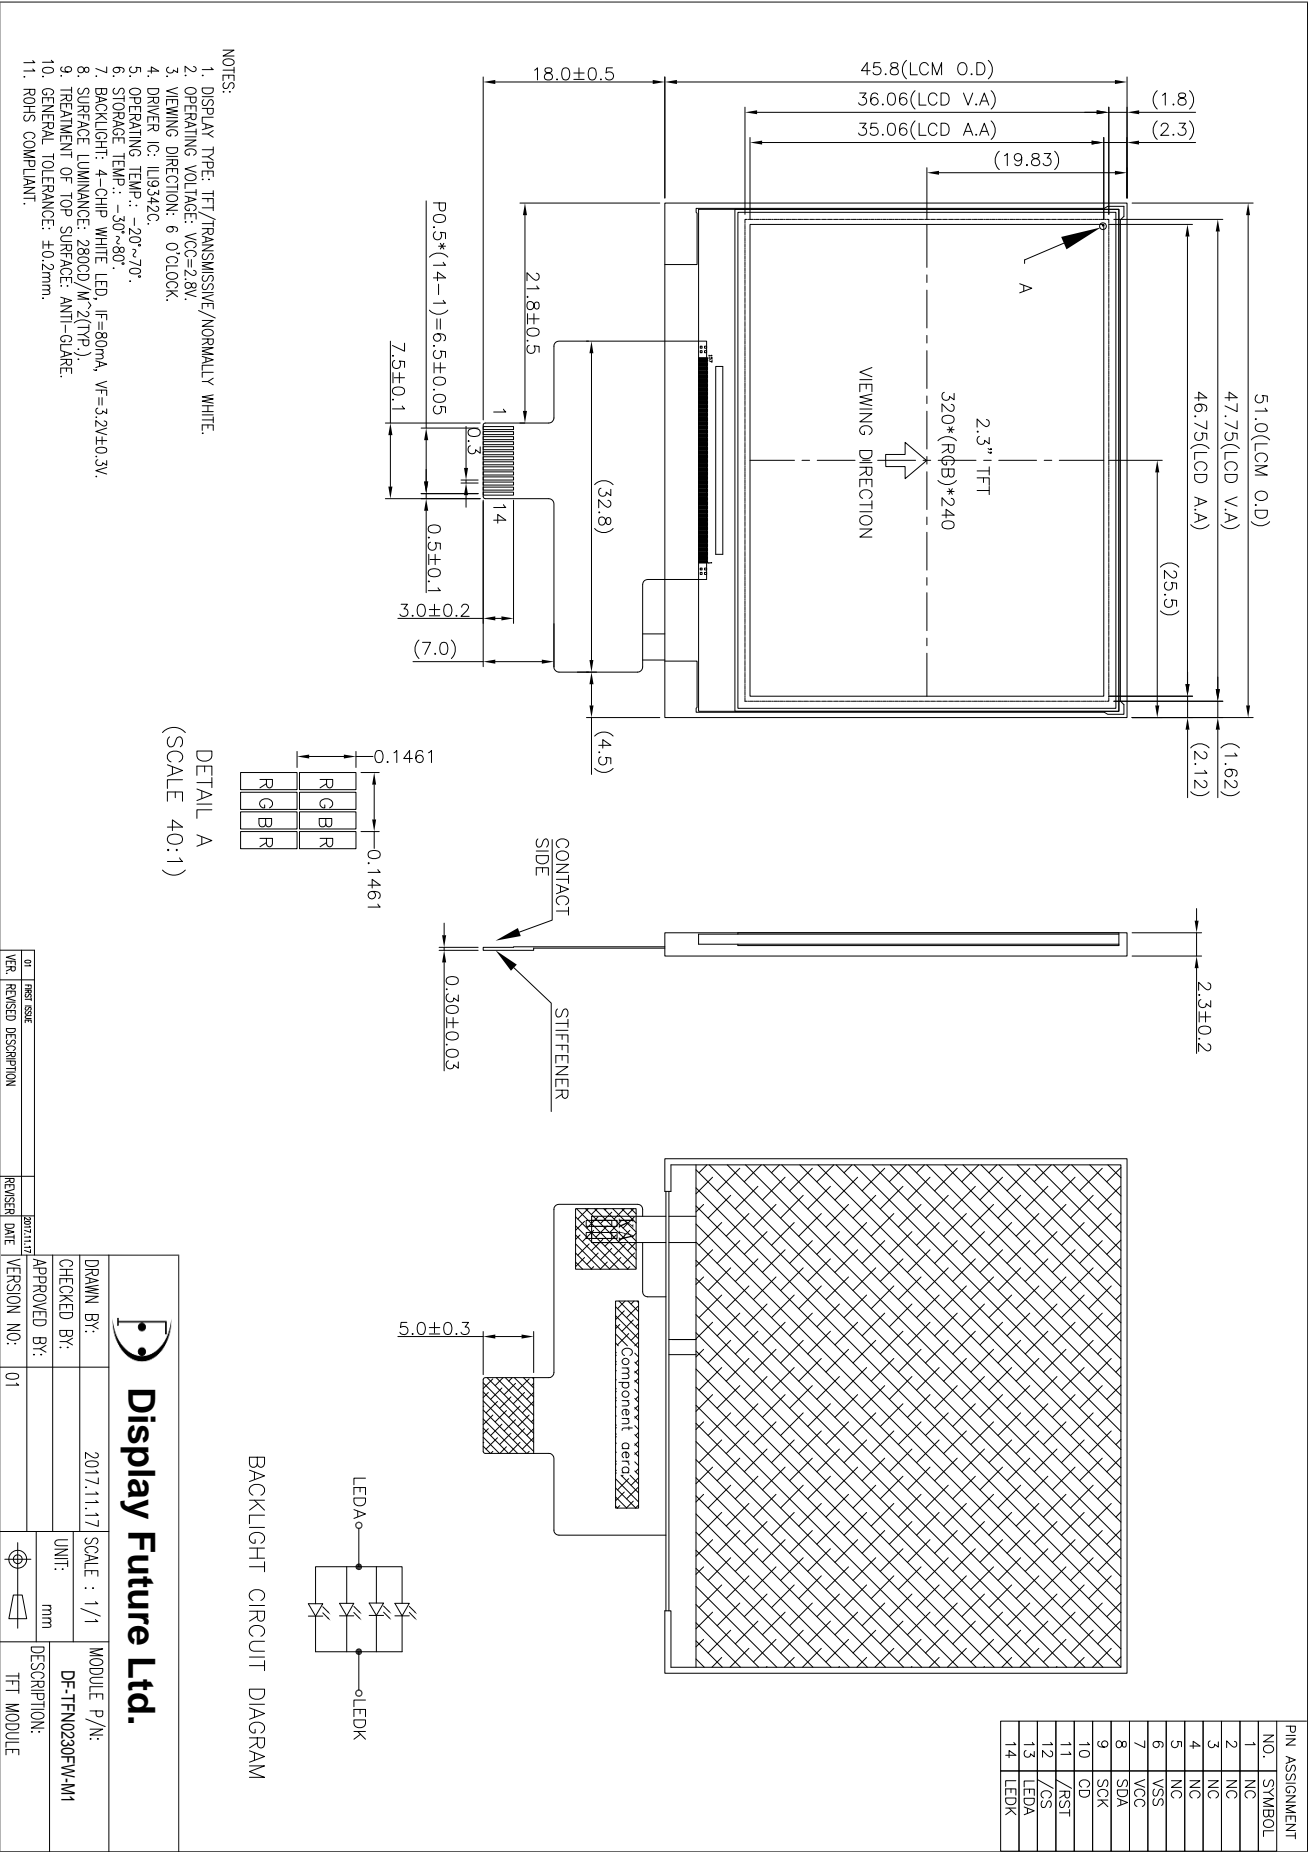 51.0(LCM O.D)
47.75(LCD V.A)
46.75(LCD A.A)
(25.5)
(1.62)
(2.12)
45.8(LCM O.D)
36.06(LCD V.A)
35.06(LCD A.A)
(19.83)
(1.8)
(2.3)
18.0±0.5
A
2.3" TFT
320*(RGB)*240
VIEWING DIRECTION
21.8±0.5
(32.8)
(4.5)
P0.5*(14-1)=6.5±0.05
7.5±0.1
1
14
0.3
0.5±0.1
3.0±0.2
(7.0)
2.3±0.2
CONTACT
SIDE
STIFFENER
0.30±0.03
K
A
Component aera
5.0±0.3
PIN ASSIGNMENT
NO. SYMBOL
1 NC
2 NC
3 NC
4 NC
5 NC
6 VSS
7 VCC
8 SDA
9 SCK
10 CD
11 /RST
12 /CS
13 LEDA
14 LEDK
0.1461
0.1461
R G B R
R G B R
DETAIL A
(SCALE 40:1)
LEDA
LEDK
BACKLIGHT CIRCUIT DIAGRAM
NOTES:
1. DISPLAY TYPE: TFT/TRANSMISSIVE/NORMALLY WHITE.
2. OPERATING VOLTAGE: VCC=2.8V.
3. VIEWING DIRECTION: 6 O'CLOCK.
4. DRIVER IC: ILI9342C.
5. OPERATING TEMP.: -20°~70°.
6. STORAGE TEMP.: -30°~80°.
7. BACKLIGHT: 4-CHIP WHITE LED, IF=80mA, VF=3.2V±0.3V.
8. SURFACE LUMINANCE: 280CD/M^2(TYP.).
9. TREATMENT OF TOP SURFACE: ANTI-GLARE.
10. GENERAL TOLERANCE: ±0.2mm.
11. ROHS COMPLIANT.
01 FIRST ISSUE 2017.11.17
VER. REVISED DESCRIPTION REVISER DATE
Display Future Ltd.
DRAWN BY: 2017.11.17
CHECKED BY:
APPROVED BY:
VERSION NO: 01
SCALE : 1/1
UNIT: mm
MODULE P/N:
DF-TFN0230FW-M1
DESCRIPTION:
TFT MODULE